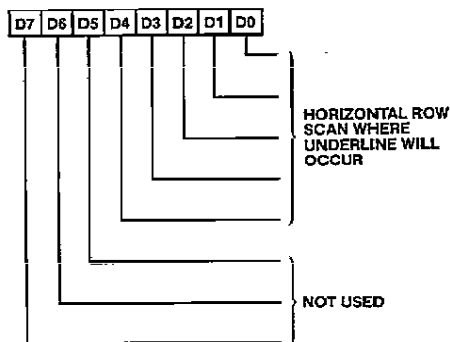 D7 D6 D5 D4 D3 D2 D1 D0
HORIZONTAL ROW
SCAN WHERE
UNDERLINE WILL
OCCUR
NOT USED